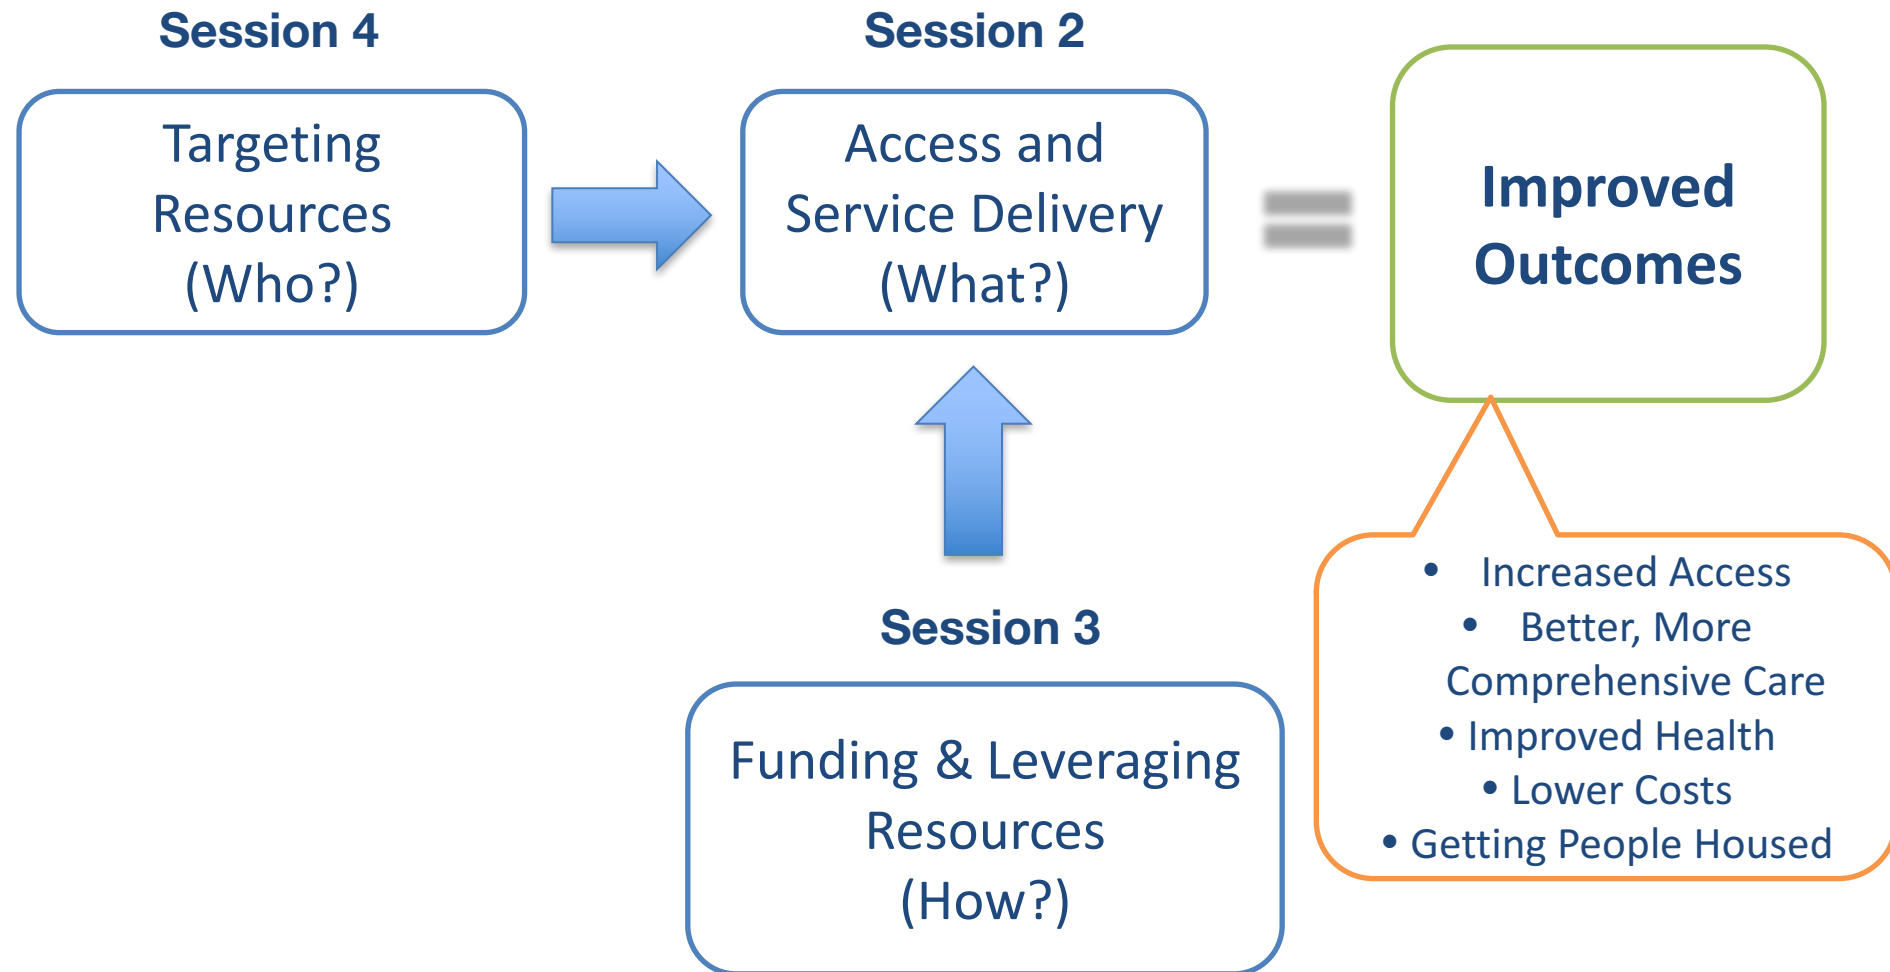 Session 4
Targeting
Resources
(Who?)
Session 2
Access and
Service Delivery
(What?)
Improved
Outcomes
Session 3
Funding & Leveraging
Resources
(How?)
• Increased Access
• Better, More
Comprehensive Care
• Improved Health
• Lower Costs
• Getting People Housed